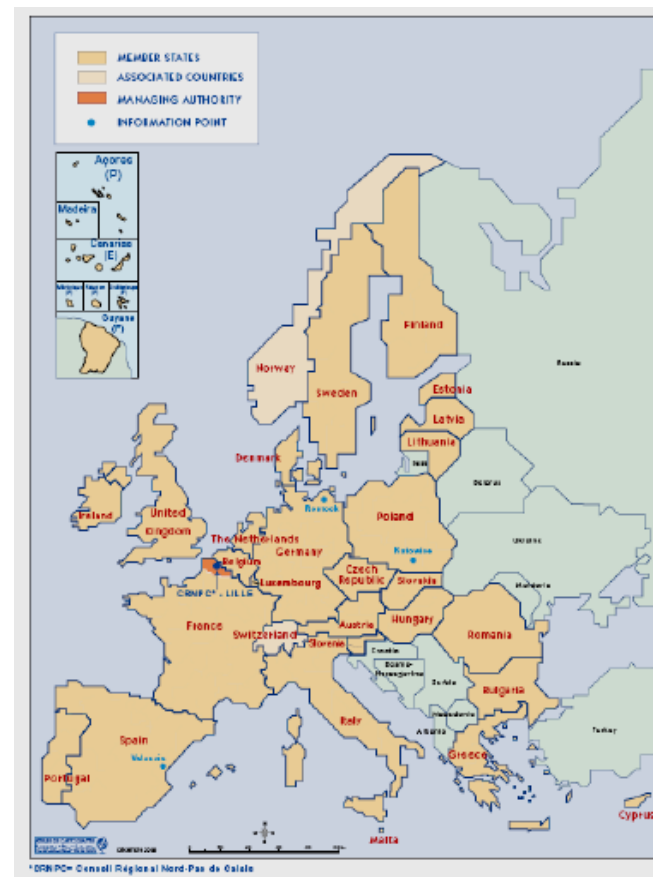 MEMBER STATES
ASSOCIATED COUNTRIES
MANAGING AUTHORITY
INFORMATION POINT
Açores
(P)
Madeira
Canarias
(E)
Guyane
(F)
Finland
Norway
Sweden
Russia
Estonia
Latvia
Lithuania
Denmark
Belarus
Rostock
Ireland
United
Kingdom
The Netherlands
Poland
Germany
Katowice
Ukraine
Belgium
Czech
Republic
Luxembourg
Slovakia
Moldavia
CRNPC* - LILLE
France
Switzerland
Austria
Hungary
Romania
Slovenia
Croatia
Bosnia-
Herzegovina
Serbia
Bulgaria
Italy
Macedonia
Albania
Turkey
Spain
Valencia
Portugal
Greece
Cyprus
Malta
*CRNPC= Conseil Régional Nord-Pas de Calais